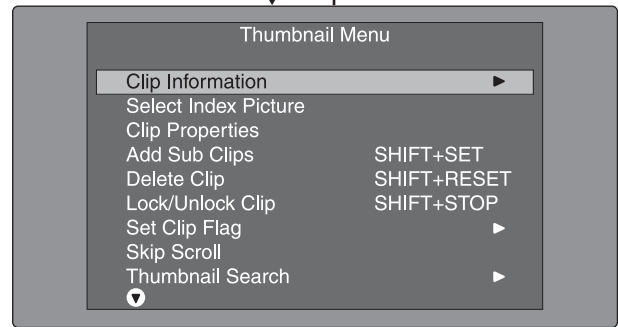 Thumbnail Menu
Clip Information
Select Index Picture
Clip Properties
Add Sub Clips SHIFT+SET
Delete Clip SHIFT+RESET
Lock/Unlock Clip SHIFT+STOP
Set Clip Flag
Skip Scroll
Thumbnail Search